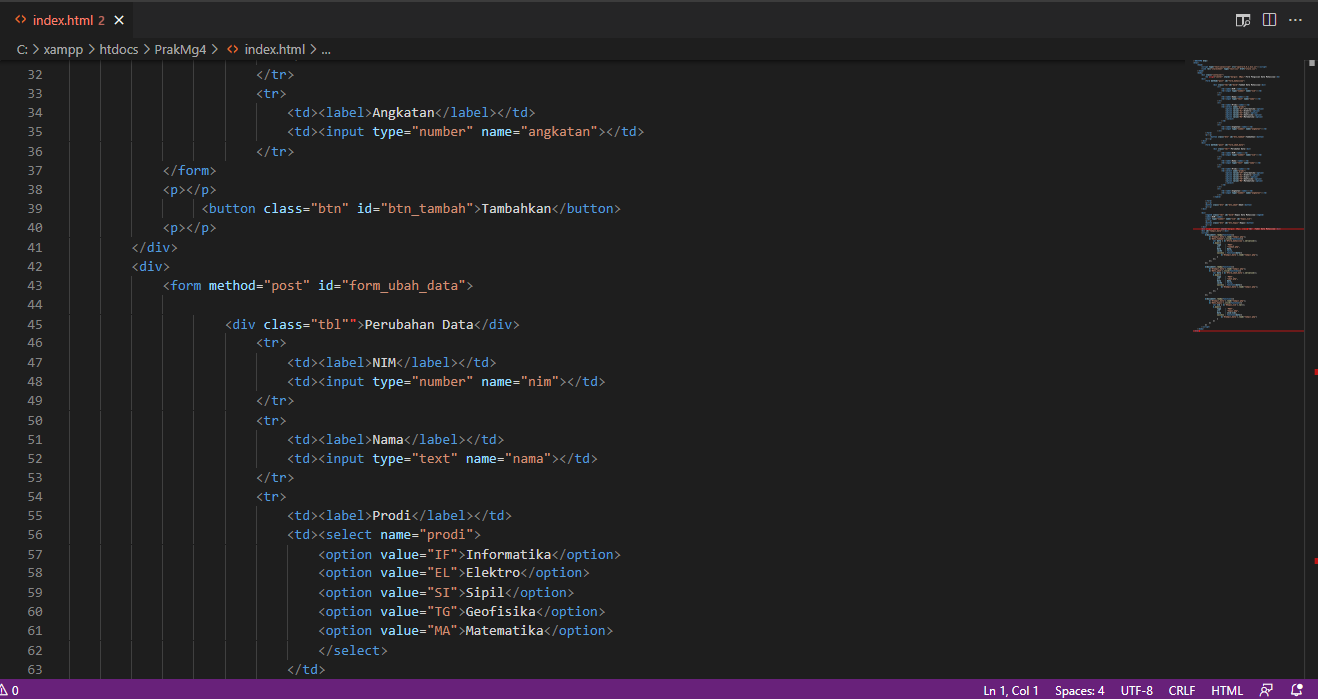 index.html 2
C: > xampp > htdocs > PrakMg4 > index.html > ...
32 </tr>
33 <tr>
34 <td><label>Angkatan</label></td>
35 <td><input type="number" name="angkatan"></td>
36 </tr>
37 </form>
38 <p></p>
39 <button class="btn" id="btn_tambah">Tambahkan</button>
40 <p></p>
41 </div>
42 <div>
43 <form method="post" id="form_ubah_data">
44
45 <div class="tbl"">Perubahan Data</div>
46 <tr>
47 <td><label>NIM</label></td>
48 <td><input type="number" name="nim"></td>
49 </tr>
50 <tr>
51 <td><label>Nama</label></td>
52 <td><input type="text" name="nama"></td>
53 </tr>
54 <tr>
55 <td><label>Prodi</label></td>
56 <td><select name="prodi">
57 <option value="IF">Informatika</option>
58 <option value="EL">Elektro</option>
59 <option value="SI">Sipil</option>
60 <option value="TG">Geofisika</option>
61 <option value="MA">Matematika</option>
62 </select>
63 </td>
0 Ln 1, Col 1 Spaces: 4 UTF-8 CRLF HTML